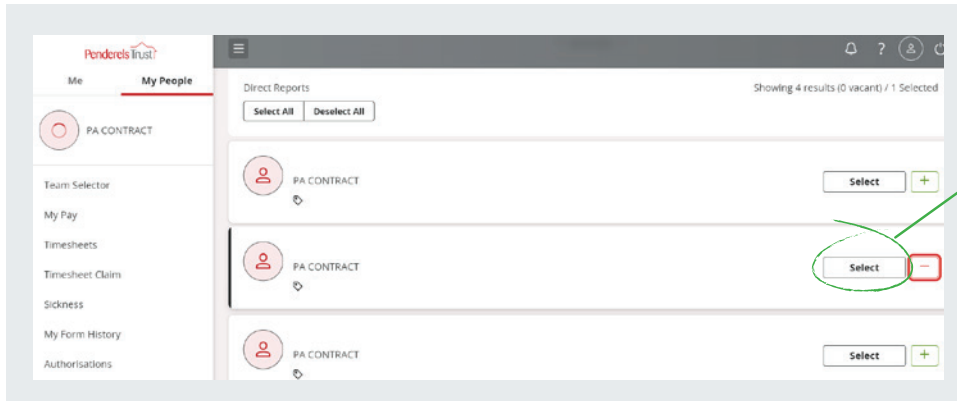 Penderels Trust
Me My People
PA CONTRACT
Team Selector
My Pay
Timesheets
Timesheet Claim
Sickness
My Form History
Authorisations
?
Direct Reports
Showing 4 results (0 vacant) / 1 Selected
Select All Deselect All
PA CONTRACT
Select +
PA CONTRACT
Select −
PA CONTRACT
Select +